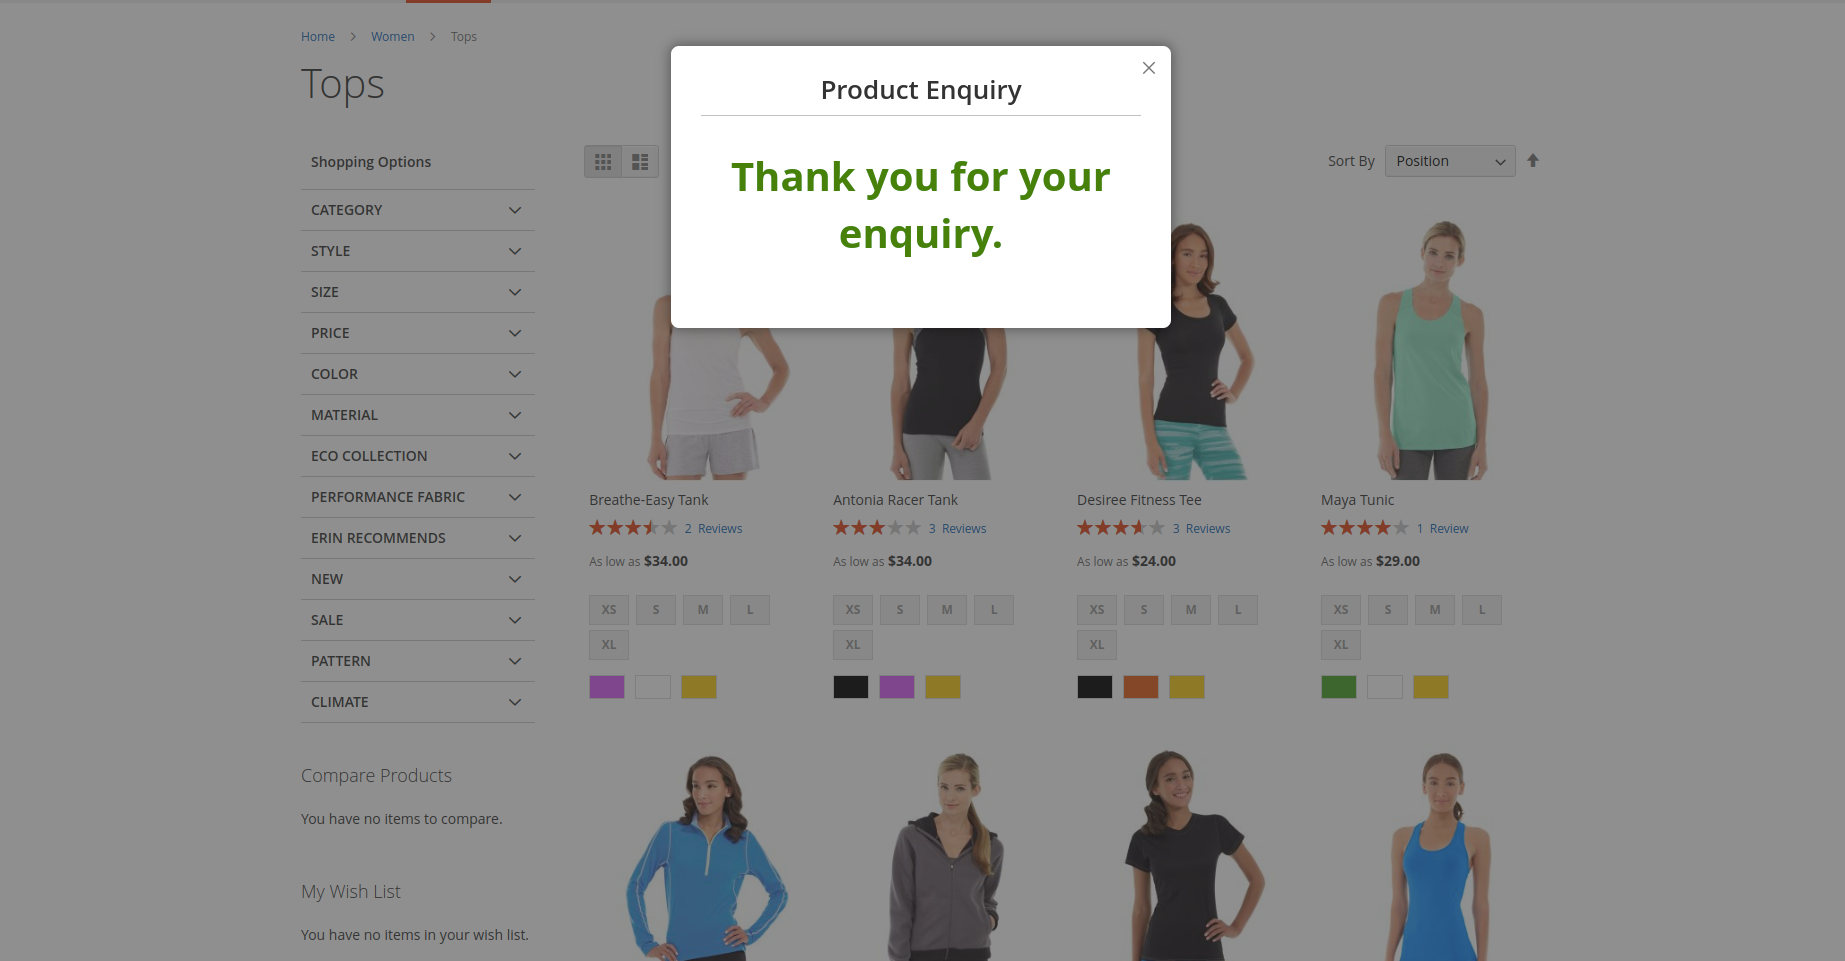 Home > Women > Tops
Tops
Product Enquiry
Thank you for your
enquiry.
Shopping Options
CATEGORY
STYLE
SIZE
PRICE
COLOR
MATERIAL
ECO COLLECTION
PERFORMANCE FABRIC
ERIN RECOMMENDS
NEW
SALE
PATTERN
CLIMATE
Compare Products
You have no items to compare.
My Wish List
You have no items in your wish list.
Sort By Position
Breathe-Easy Tank
2 Reviews
As low as $34.00
XS S M L
XL
Antonia Racer Tank
3 Reviews
As low as $34.00
XS S M L
XL
Desiree Fitness Tee
3 Reviews
As low as $24.00
XS S M L
XL
Maya Tunic
1 Review
As low as $29.00
XS S M L
XL